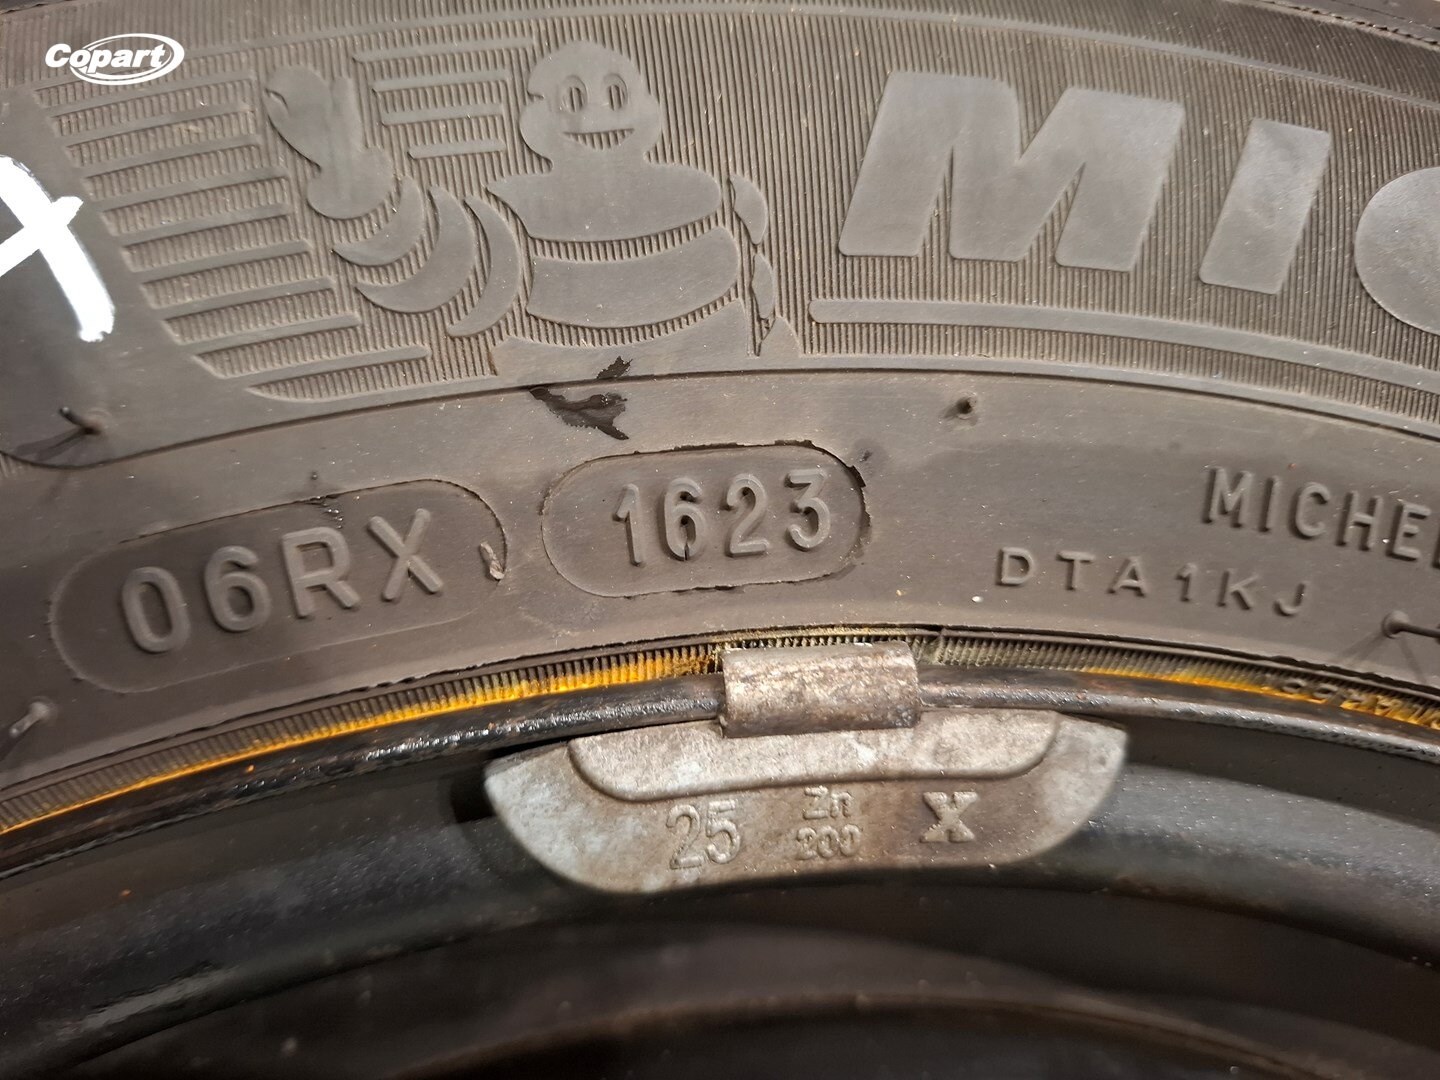 Copart
MIC
06RX
1623
MICHE
DTA1KJ
25
Zn
200
X